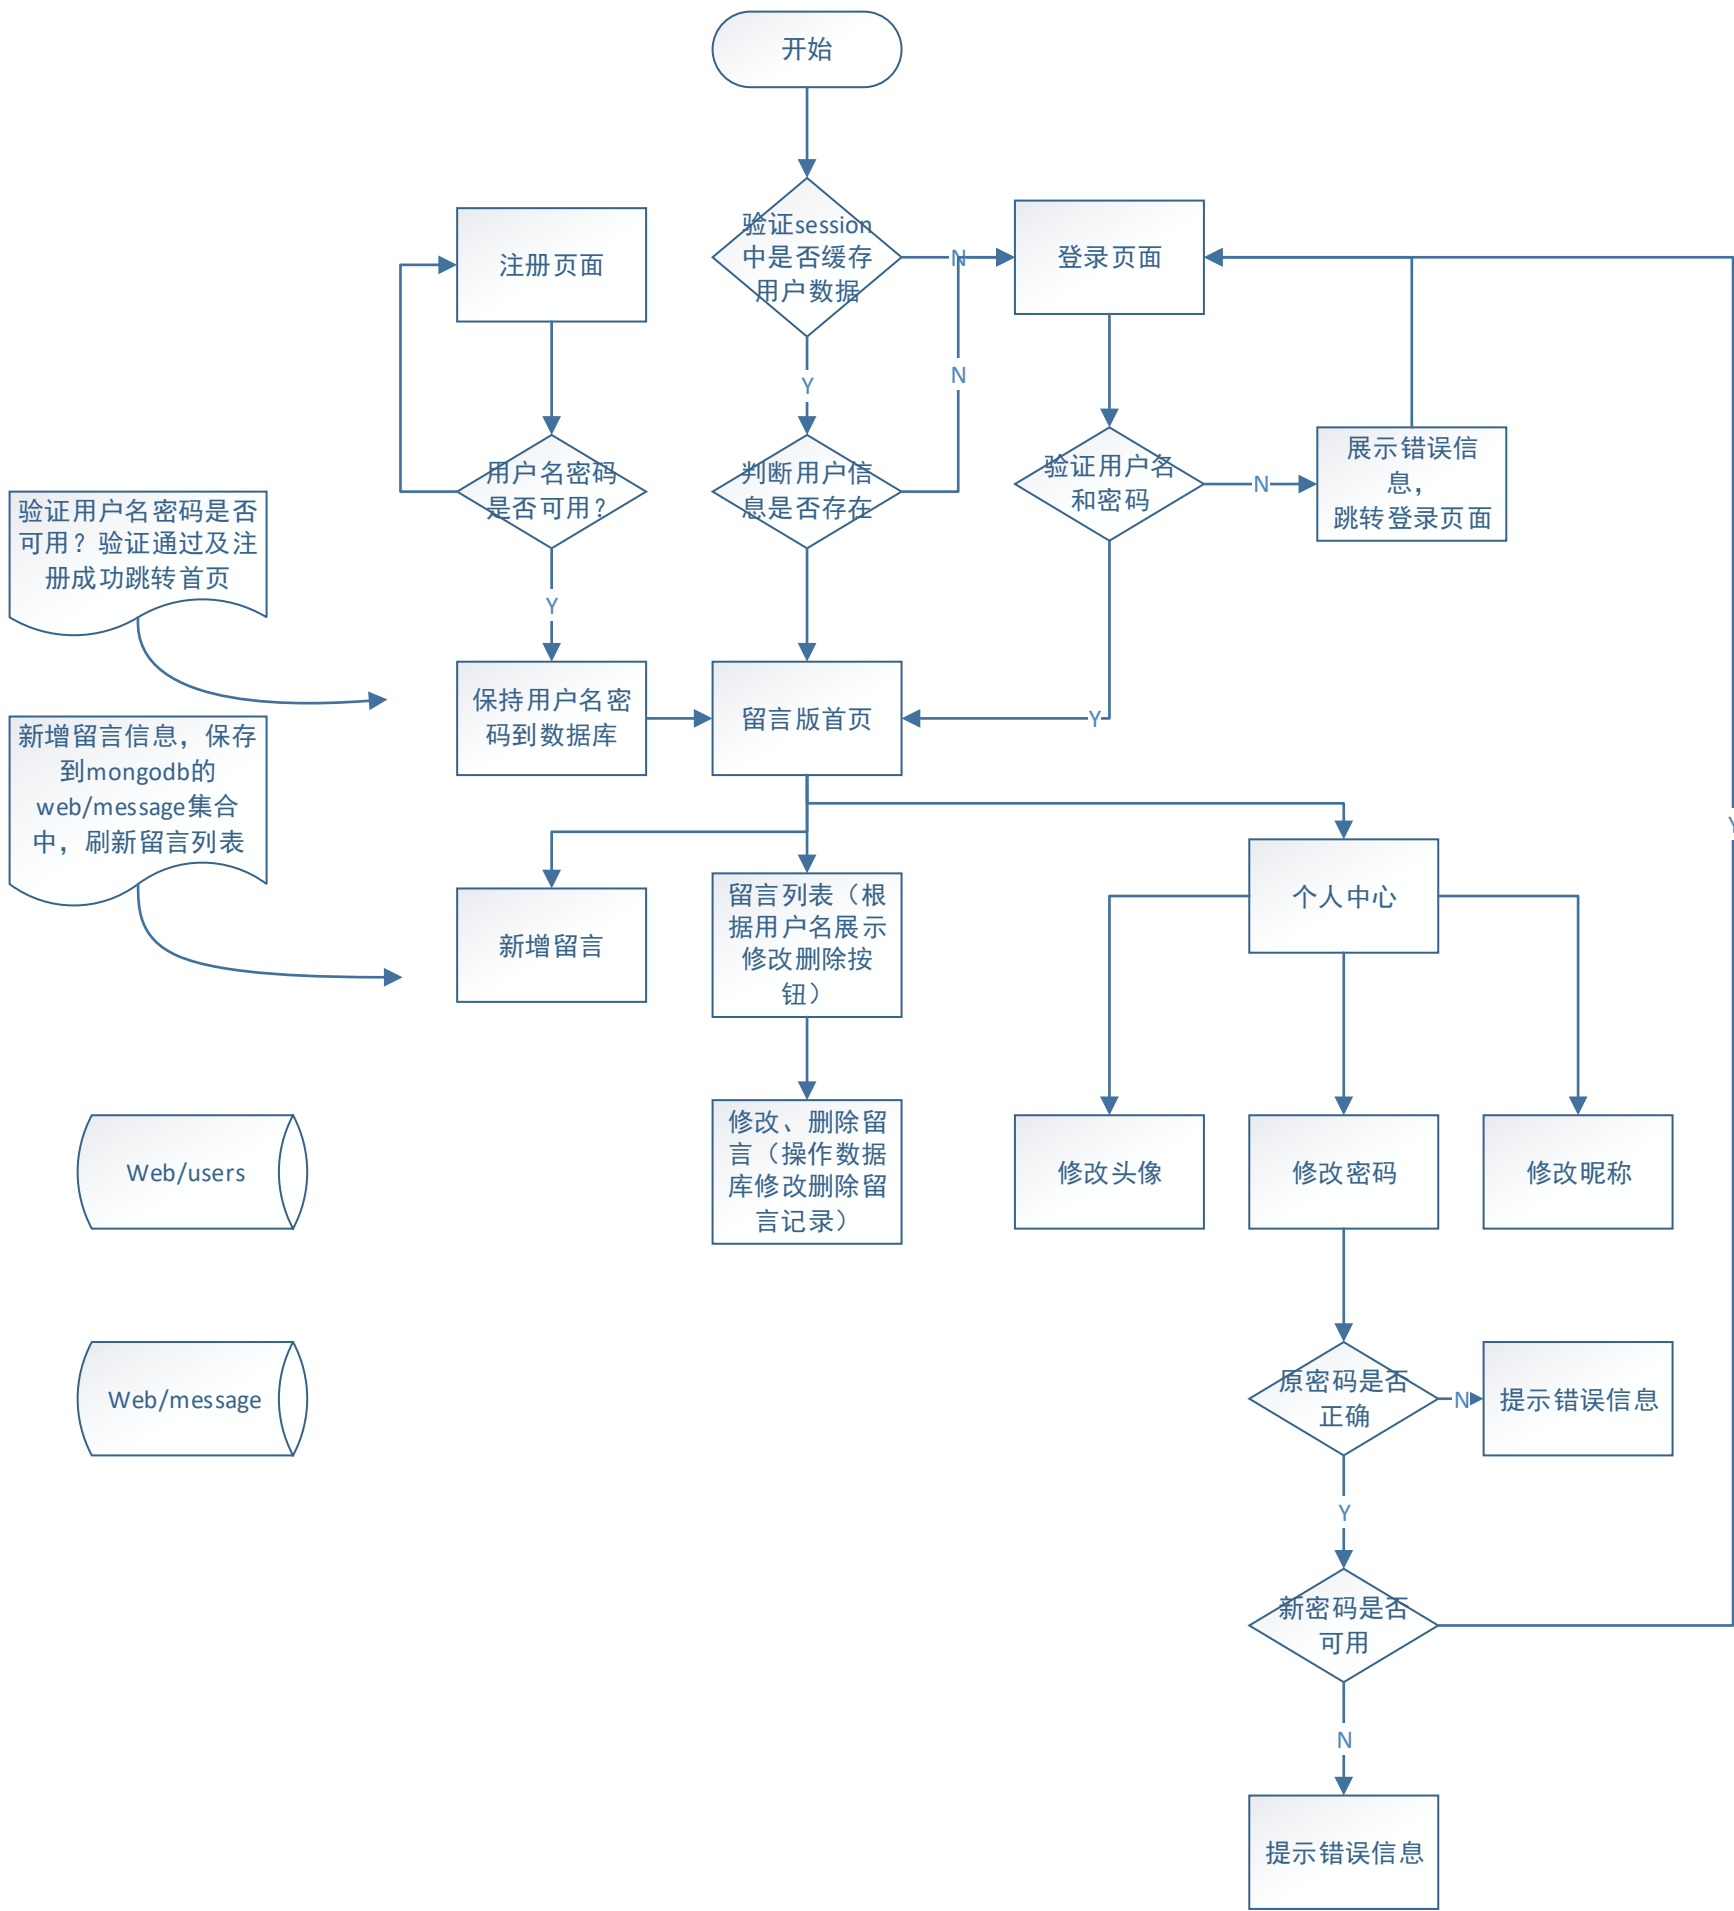 开始
验证session
中是否缓存
用户数据
N
登录页面
注册页面
Y
N
用户名密码
是否可用？
判断用户信
息是否存在
验证用户名
和密码
N
展示错误信
息，
跳转登录页面
验证用户名密码是否
可用？验证通过及注
册成功跳转首页
Y
保持用户名密
码到数据库
留言版首页
Y
新增留言信息，保存
到mongodb的
web/message集合
中，刷新留言列表
Y
新增留言
留言列表（根
据用户名展示
修改删除按
钮）
个人中心
Web/users
修改、删除留
言（操作数据
库修改删除留
言记录）
修改头像
修改密码
修改昵称
Web/message
原密码是否
正确
N
提示错误信息
Y
新密码是否
可用
N
提示错误信息